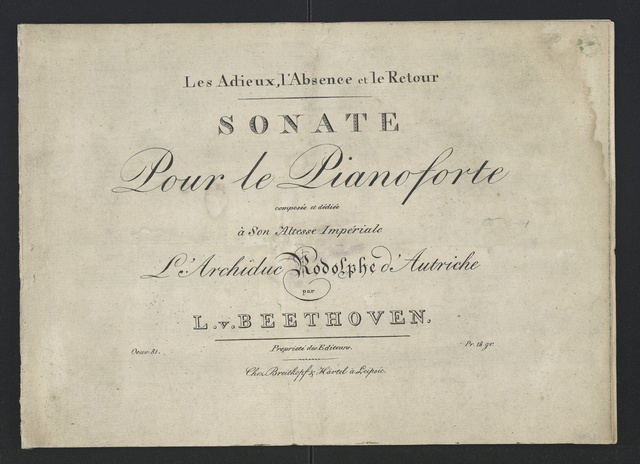 Les Adieux, l'Absence et le Retour
SONATE
Pour le Pianoforte
composée et dédiée
à Son Altesse Impériale
L'Archiduc Rodolphe d'Autriche
par
L. v. BEETHOVEN.
Propriété des Editeurs.
Oeuv. 81.
Pr. 18 gr.
Chez Breitkopf & Härtel à Leipsic.